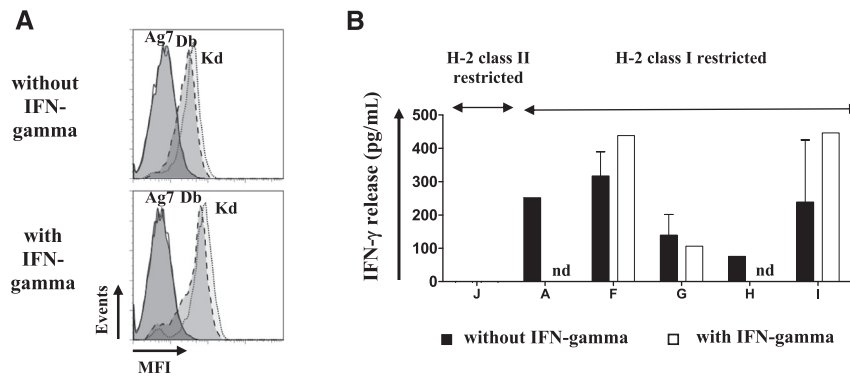 A
Ag7 Db
Kd
without
IFN-
gamma
Ag7 Db
Kd
with
IFN-
gamma
Events
MFI
B
H-2 class II
restricted
H-2 class I restricted
IFN-γ release (pg/mL)
500
400
300
200
100
0
nd
nd
J A F G H I
without IFN-gamma with IFN-gamma